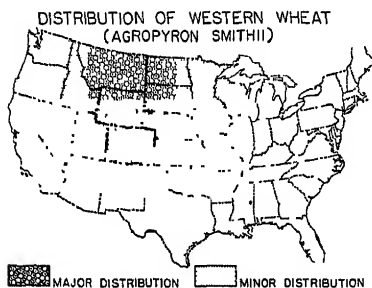 DISTRIBUTION OF WESTERN WHEAT
(AGROPYRON SMITHII)
MAJOR DISTRIBUTION MINOR DISTRIBUTION